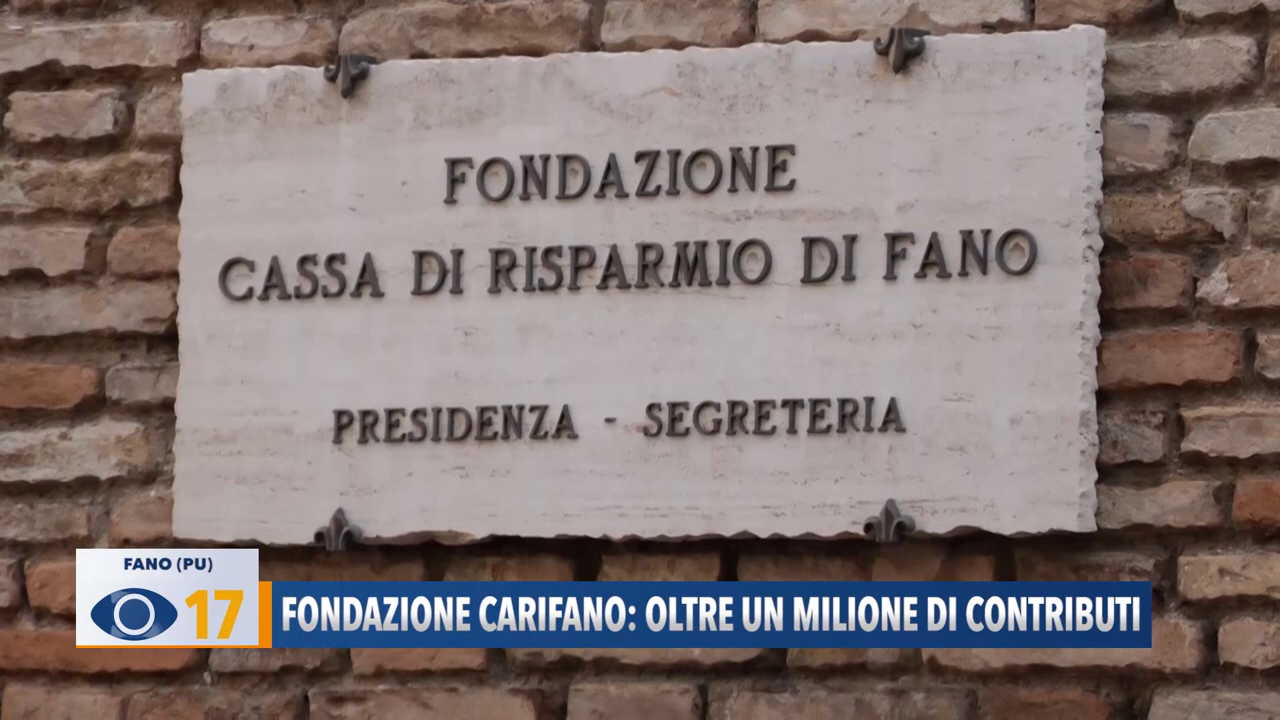 FONDAZIONE
CASSA DI RISPARMIO DI FANO
PRESIDENZA - SEGRETERIA
FANO (PU)
17
FONDAZIONE CARIFANO: OLTRE UN MILIONE DI CONTRIBUTI